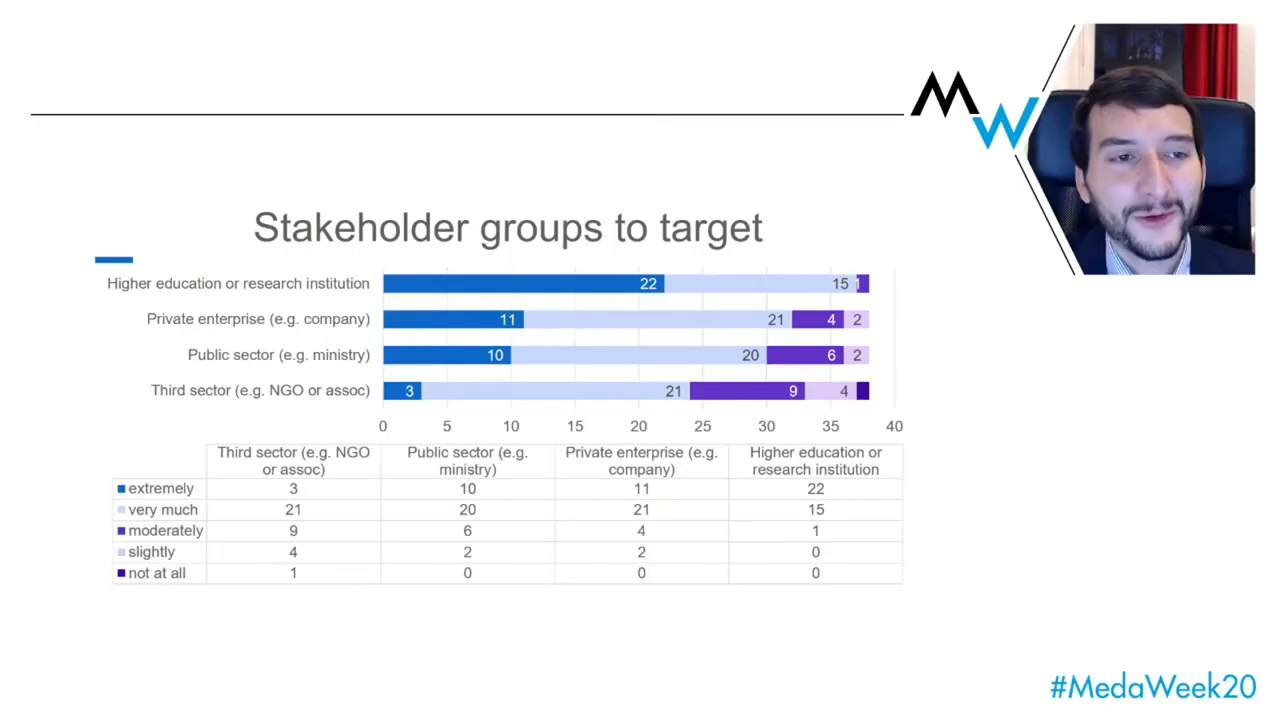 MW
Stakeholder groups to target
Higher education or research institution 22 15 1
Private enterprise (e.g. company) 11 21 4 2
Public sector (e.g. ministry) 10 20 6 2
Third sector (e.g. NGO or assoc) 3 21 9 4
0 5 10 15 20 25 30 35 40
Third sector (e.g. NGO or assoc) Public sector (e.g. ministry) Private enterprise (e.g. company) Higher education or research institution
extremely 3 10 11 22
very much 21 20 21 15
moderately 9 6 4 1
slightly 4 2 2 0
not at all 1 0 0 0
#MedaWeek20